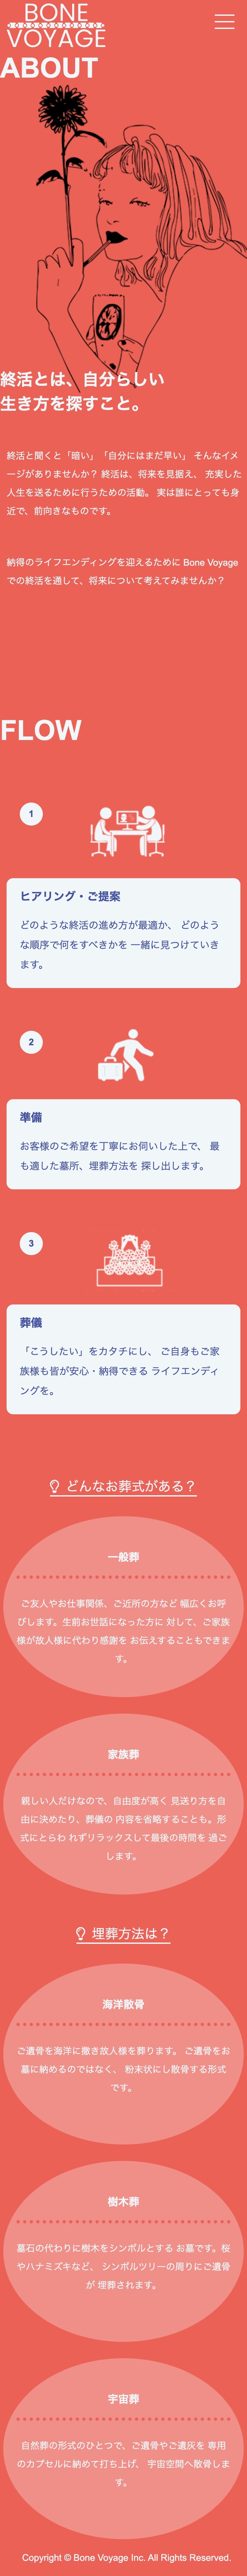 BONE
VOYAGE
ABOUT
終活とは、自分らしい
生き方を探すこと。
終活と聞くと「暗い」「自分にはまだ早い」 そんなイメ
ージがありませんか？ 終活は、将来を見据え、 充実した
人生を送るために行うための活動。 実は誰にとっても身
近で、前向きなものです。
納得のライフエンディングを迎えるために Bone Voyage
での終活を通して、将来について考えてみませんか？
FLOW
1
ヒアリング・ご提案
どのような終活の進め方が最適か、 どのよう
な順序で何をすべきかを 一緒に見つけていき
ます。
2
準備
お客様のご希望を丁寧にお伺いした上で、 最
も適した墓所、埋葬方法を 探し出します。
3
葬儀
「こうしたい」をカタチにし、 ご自身もご家
族様も皆が安心・納得できる ライフエンディ
ングを。
どんなお葬式がある？
一般葬
ご友人やお仕事関係、ご近所の方など 幅広くお呼
びします。生前お世話になった方に 対して、ご家族
様が故人様に代わり感謝を お伝えすることもできま
す。
家族葬
親しい人だけなので、自由度が高く 見送り方を自
由に決めたり、葬儀の 内容を省略することも。形
式にとらわ れずリラックスして最後の時間を 過ご
します。
埋葬方法は？
海洋散骨
ご遺骨を海洋に散き故人様を葬ります。 ご遺骨をお
墓に納めるのではなく、 粉末状にし散骨する形式
です。
樹木葬
墓石の代わりに樹木をシンボルとする お墓です。桜
やハナミズキなど、 シンボルツリーの周りにご遺骨
が 埋葬されます。
宇宙葬
自然葬の形式のひとつで、ご遺骨やご遺灰を 専用
のカプセルに納めて打ち上げ、 宇宙空間へ散骨しま
す。
Copyright © Bone Voyage Inc. All Rights Reserved.